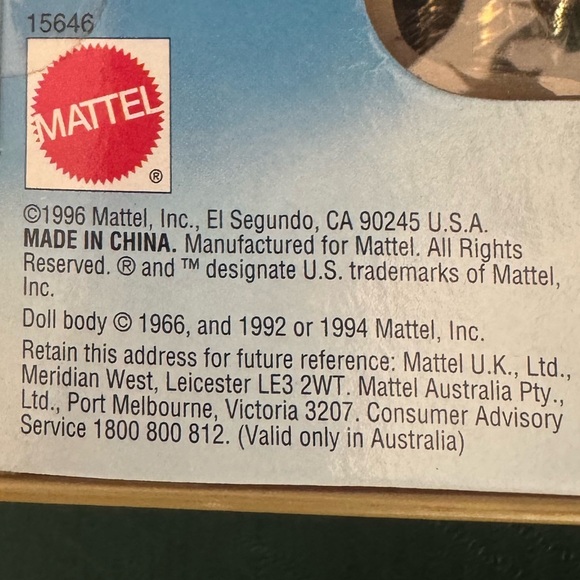 15646
MATTEL
®
©1996 Mattel, Inc., El Segundo, CA 90245 U.S.A.
MADE IN CHINA. Manufactured for Mattel. All Rights
Reserved. ® and ™ designate U.S. trademarks of Mattel,
Inc.
Doll body © 1966, and 1992 or 1994 Mattel, Inc.
Retain this address for future reference: Mattel U.K., Ltd.,
Meridian West, Leicester LE3 2WT. Mattel Australia Pty.,
Ltd., Port Melbourne, Victoria 3207. Consumer Advisory
Service 1800 800 812. (Valid only in Australia)